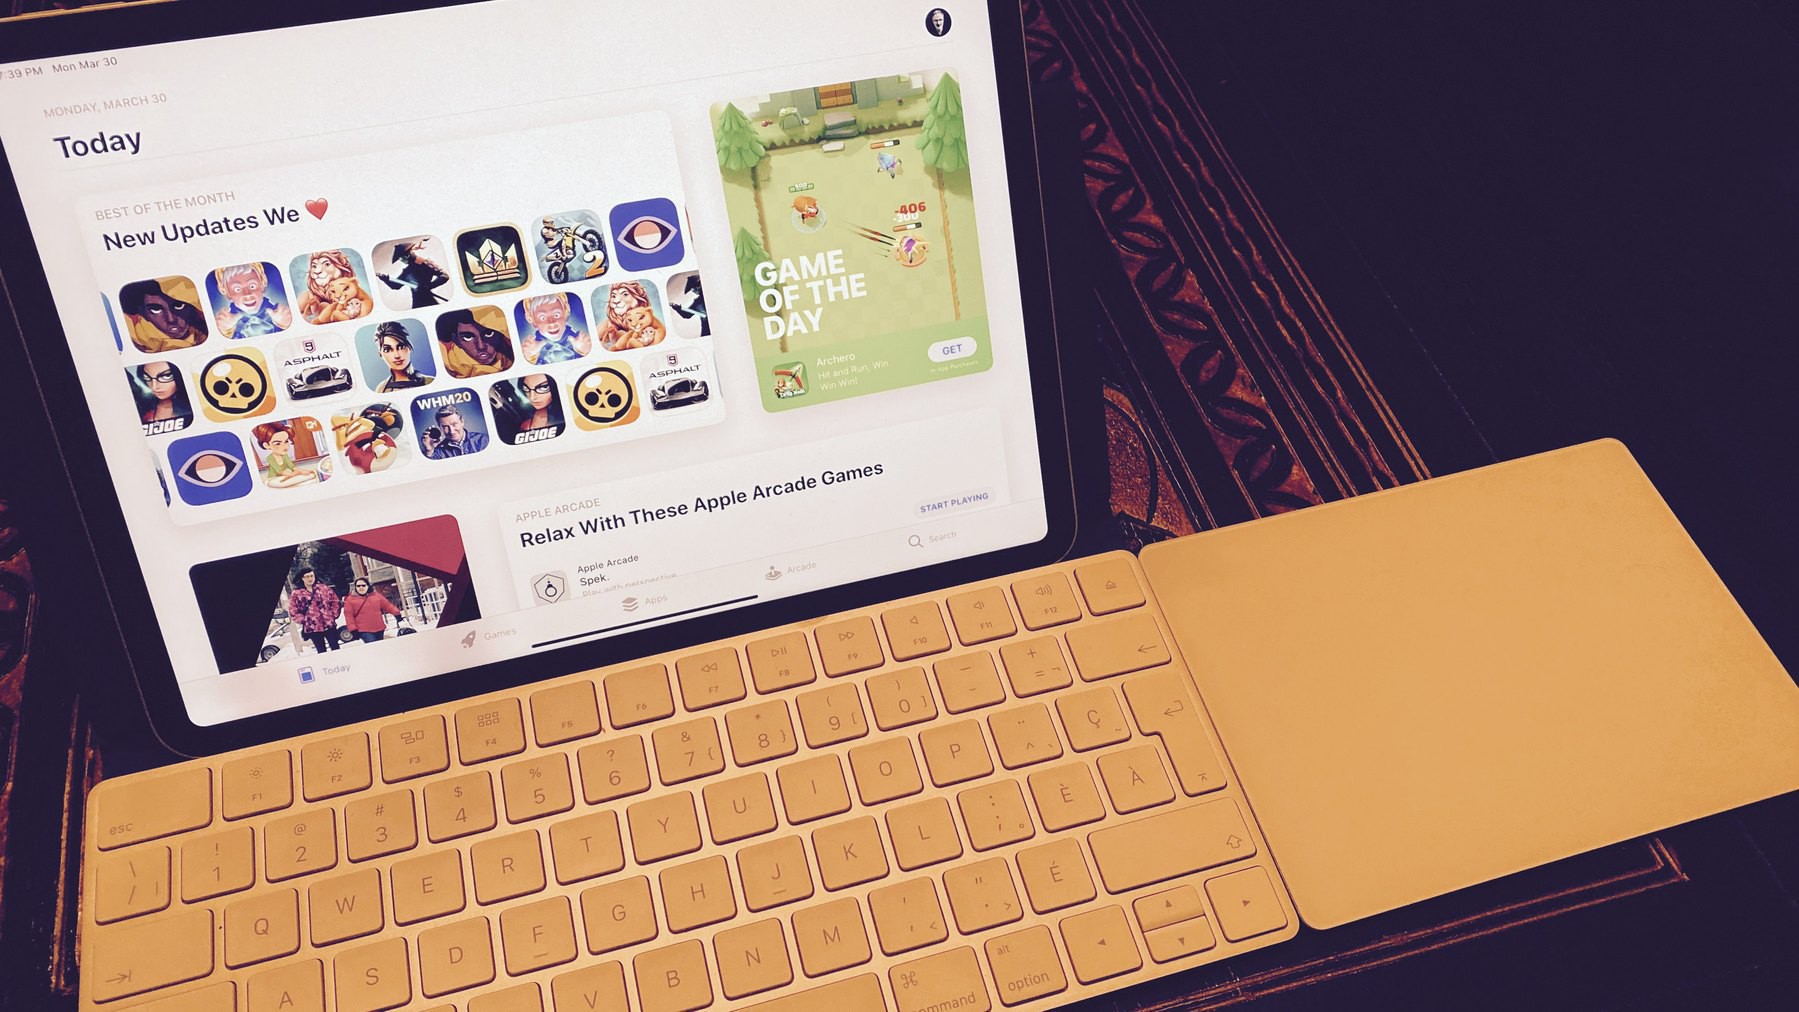 7:39 PM Mon Mar 30
MONDAY, MARCH 30
Today
BEST OF THE MONTH
New Updates We ❤️
2
9
ASPHALT
GIJOE
WHM20
GIJOE
9
ASPHALT
-406
-300
GAME
OF THE
DAY
Archero
Hit and Run, Win
Win Win!
GET
In-App Purchases
APPLE ARCADE
Relax With These Apple Arcade Games
START PLAYING
Apple Arcade
Spek.
Today
Games
Apps
Arcade
Search
esc F1 F2 F3 F4 F5 F6 F7 F8 F9 F10 F11 F12
\ / | ! 1 @ 2 # 3 $ 4 % 5 ? 6 & 7 { * 8 } ( 9 [ ) 0 ] _ - + = ¬
Q W E R T Y U I O P ¨ ^ ` Ç ~
A S D F G H J K L : ; ° È À
V B N M ' , < " . > É
command
alt
option